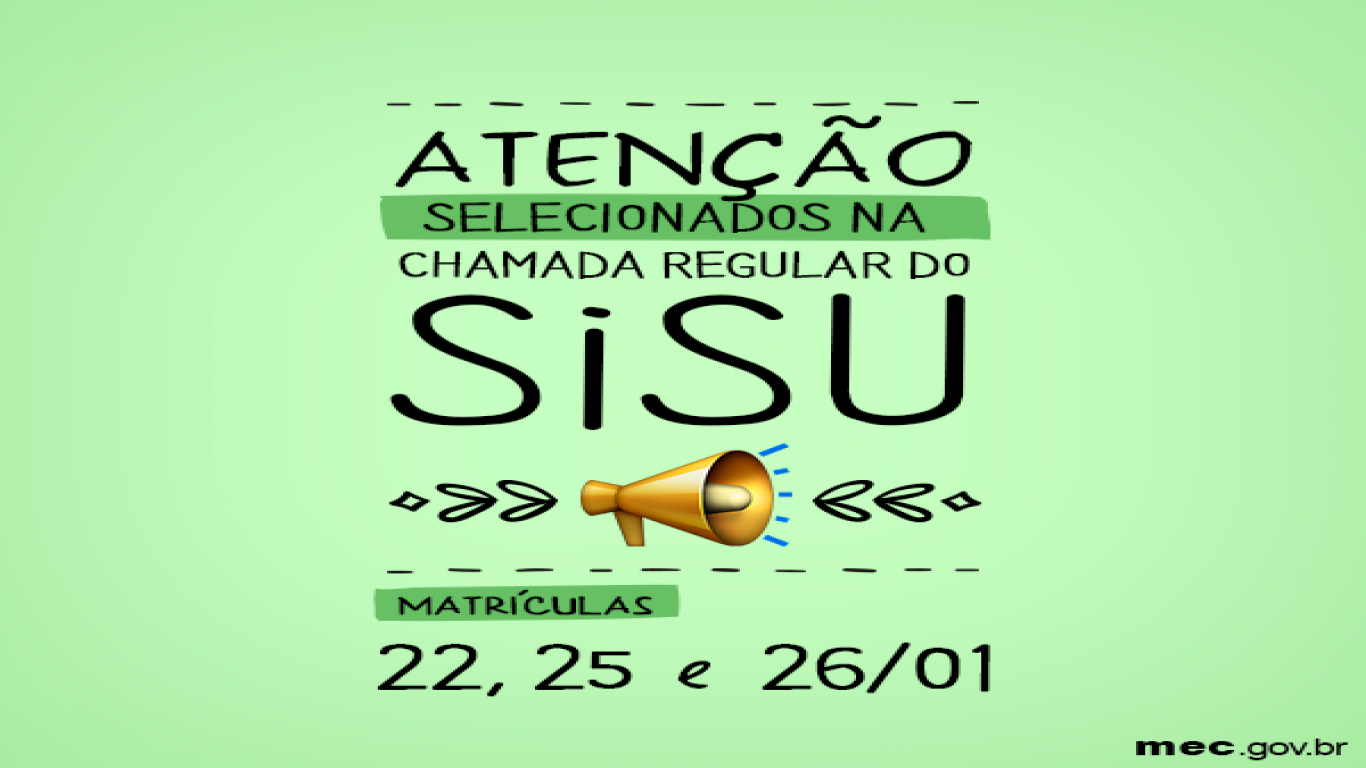 ATENÇÃO
SELECIONADOS NA
CHAMADA REGULAR DO
SiSU
MATRÍCULAS
22, 25 e 26/01
mec.gov.br